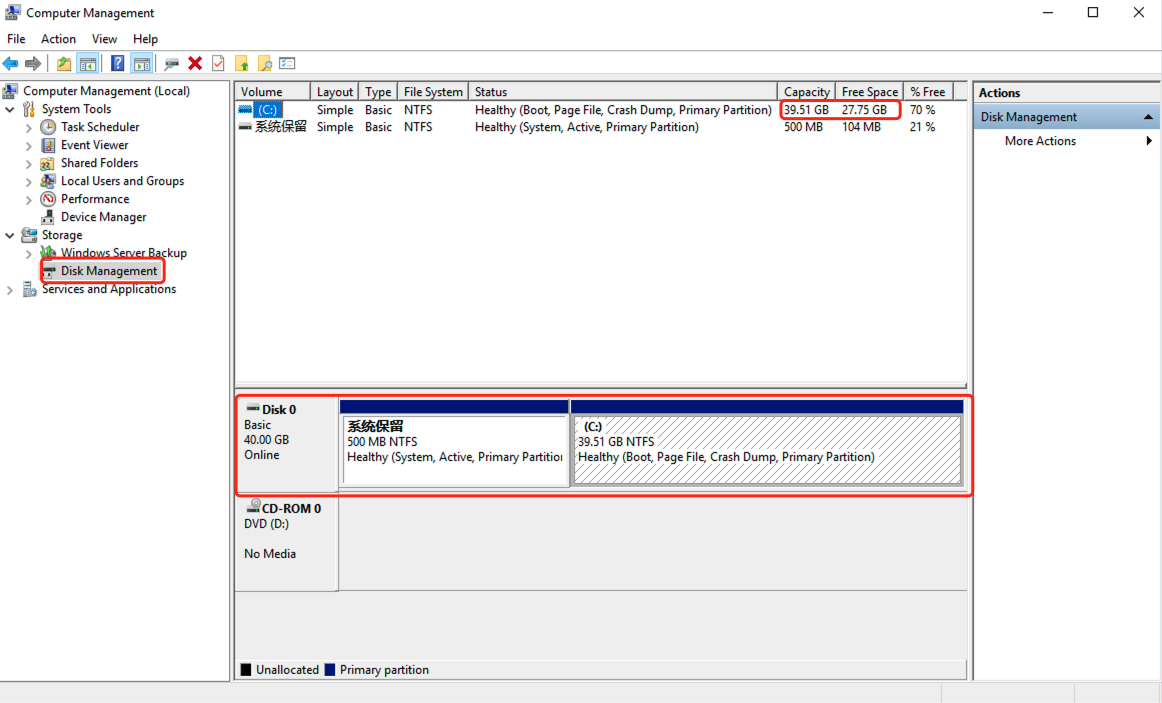 Computer Management
File Action View Help
Computer Management (Local)
System Tools
Task Scheduler
Event Viewer
Shared Folders
Local Users and Groups
Performance
Device Manager
Storage
Windows Server Backup
Disk Management
Services and Applications
Volume Layout Type File System Status Capacity Free Space % Free
(C:) Simple Basic NTFS Healthy (Boot, Page File, Crash Dump, Primary Partition) 39.51 GB 27.75 GB 70 %
系统保留 Simple Basic NTFS Healthy (System, Active, Primary Partition) 500 MB 104 MB 21 %
Disk 0
Basic
40.00 GB
Online
系统保留
500 MB NTFS
Healthy (System, Active, Primary Partitio
(C:)
39.51 GB NTFS
Healthy (Boot, Page File, Crash Dump, Primary Partition)
CD-ROM 0
DVD (D:)
No Media
Unallocated Primary partition
Actions
Disk Management
More Actions